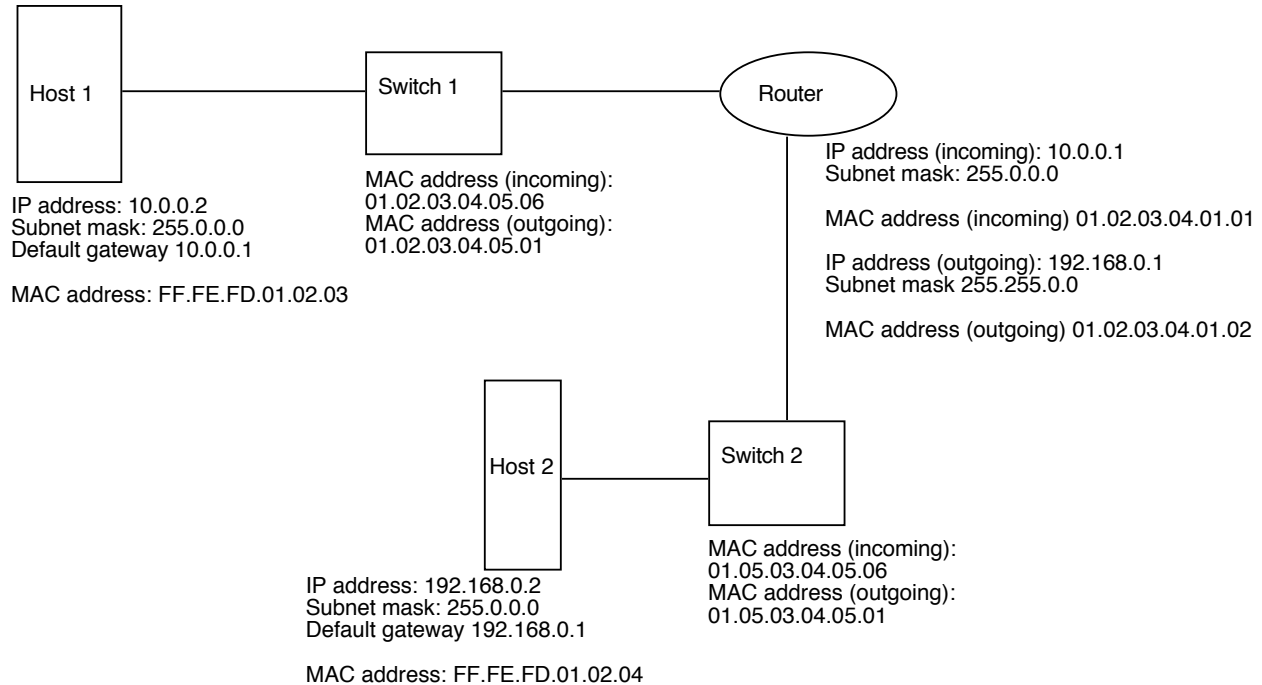 Host 1
Switch 1
Router
IP address: 10.0.0.2
Subnet mask: 255.0.0.0
Default gateway 10.0.0.1
MAC address: FF.FE.FD.01.02.03
MAC address (incoming):
01.02.03.04.05.06
MAC address (outgoing):
01.02.03.04.05.01
IP address (incoming): 10.0.0.1
Subnet mask: 255.0.0.0
MAC address (incoming) 01.02.03.04.01.01
IP address (outgoing): 192.168.0.1
Subnet mask 255.255.0.0
MAC address (outgoing) 01.02.03.04.01.02
Host 2
Switch 2
IP address: 192.168.0.2
Subnet mask: 255.0.0.0
Default gateway 192.168.0.1
MAC address: FF.FE.FD.01.02.04
MAC address (incoming):
01.05.03.04.05.06
MAC address (outgoing):
01.05.03.04.05.01